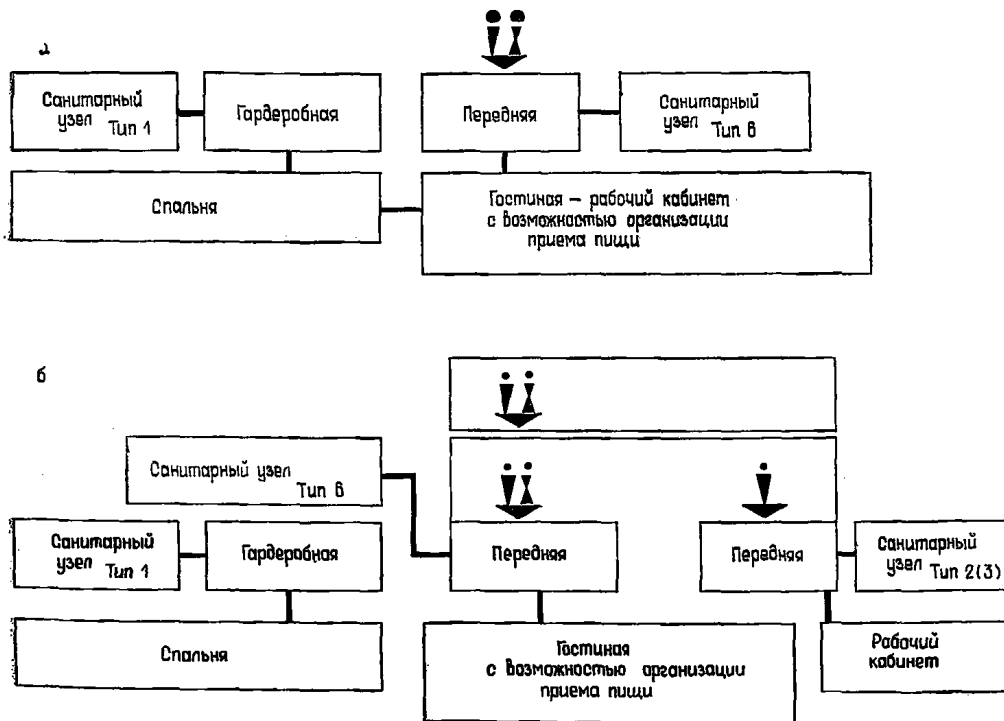 а
Санитарный
узел Тип 1
Гардеробная
Передняя
Санитарный
узел Тип 6
Спальня
Гостиная – рабочий кабинет
с возможностью организации
приема пищи
б
Санитарный узел
Тип 6
Санитарный
узел Тип 1
Гардеробная
Передняя
Передняя
Санитарный
узел Тип 2(3)
Спальня
Гостиная
с возможностью организации
приема пищи
Рабочий
кабинет